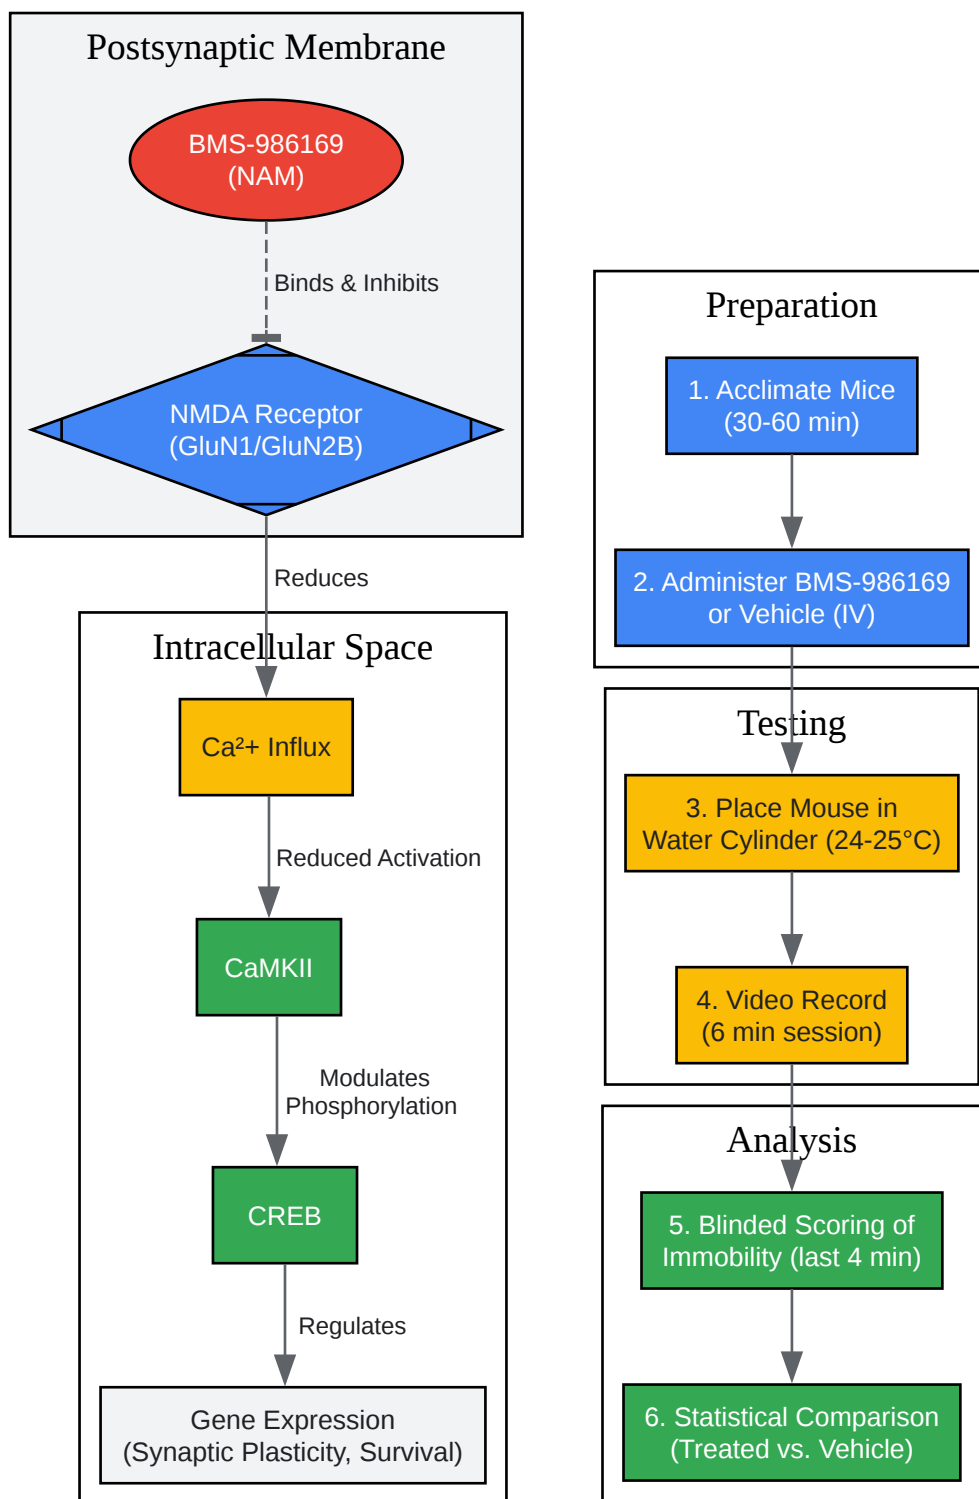 Postsynaptic Membrane
BMS-986169
(NAM)
Binds & Inhibits
NMDA Receptor
(GluN1/GluN2B)
Reduces
Intracellular Space
Ca²+ Influx
Reduced Activation
CaMKII
Modulates
Phosphorylation
CREB
Regulates
Gene Expression
(Synaptic Plasticity, Survival)
Preparation
1. Acclimate Mice
(30-60 min)
2. Administer BMS-986169
or Vehicle (IV)
Testing
3. Place Mouse in
Water Cylinder (24-25°C)
4. Video Record
(6 min session)
Analysis
5. Blinded Scoring of
Immobility (last 4 min)
6. Statistical Comparison
(Treated vs. Vehicle)